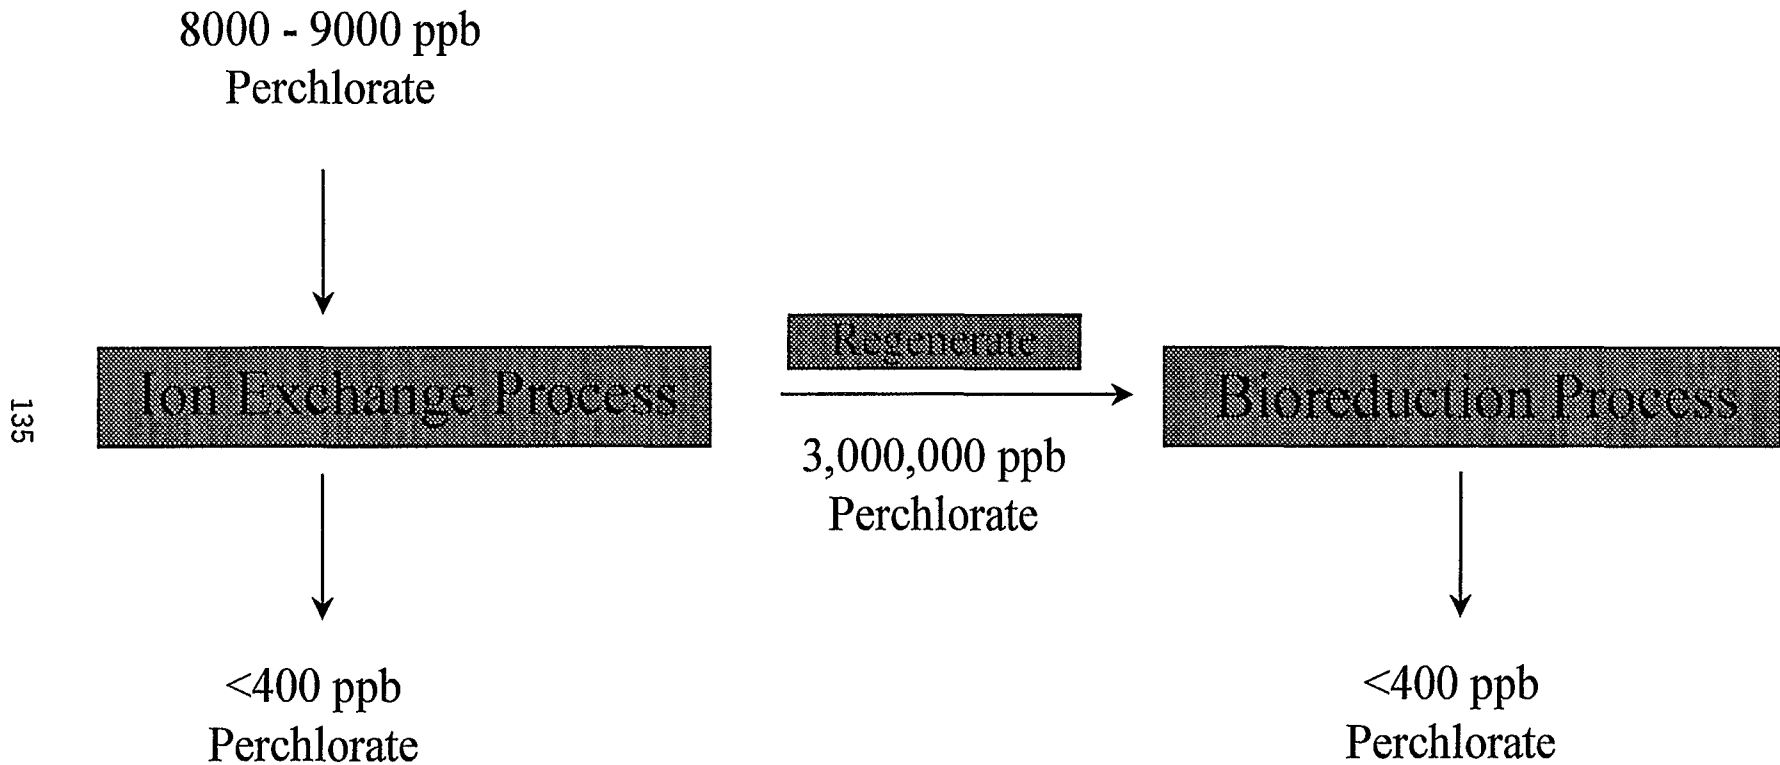 8000 - 9000 ppb
Perchlorate
Ion Exchange Process
Regenerate
3,000,000 ppb
Perchlorate
Bioreduction Process
<400 ppb
Perchlorate
<400 ppb
Perchlorate
135